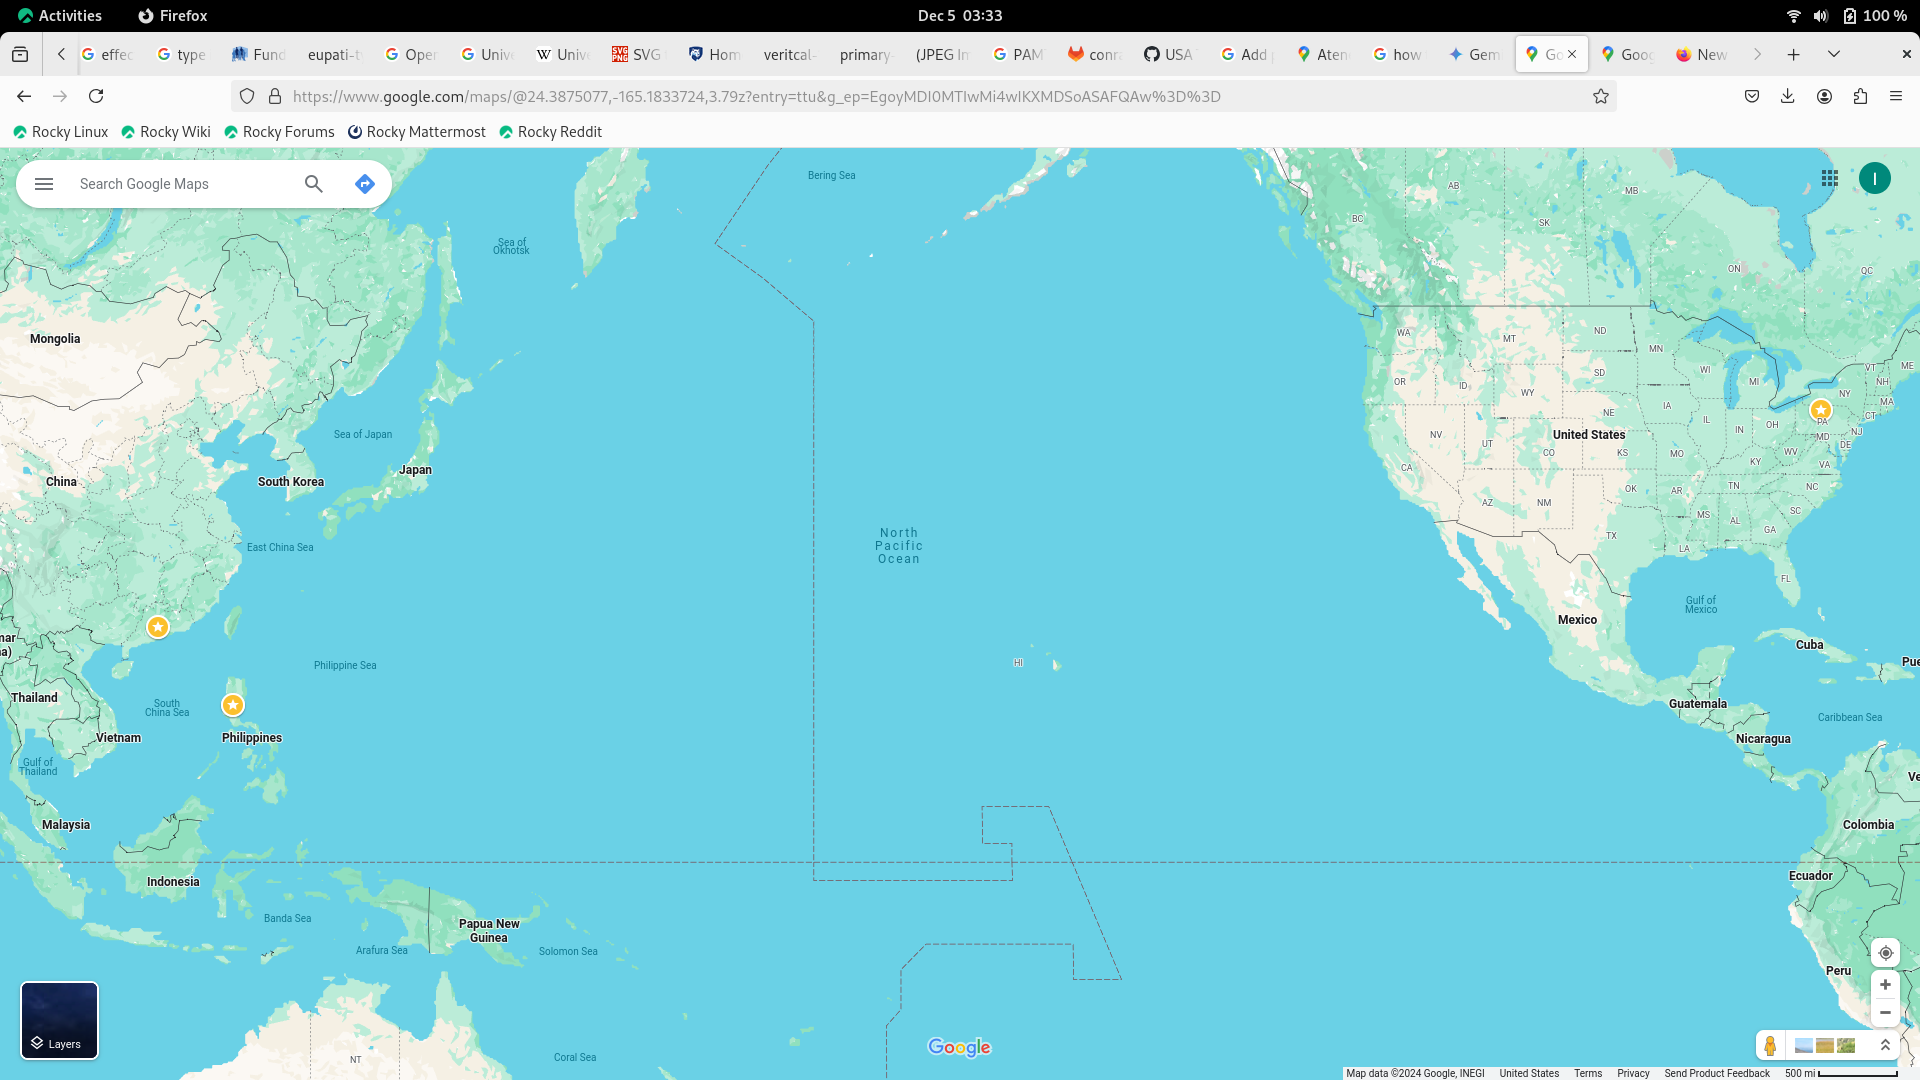 Activities
Firefox
Dec 5 03:33
100 %
effec
type
Fund
eupati-t
Oper
Unive
Unive
SVG
Hom
veritcal-
primary-
(JPEG Im
PAM
conra
USA
Add
Aten
how
Gem
Go
Goog
New
https://www.google.com/maps/@24.3875077,-165.1833724,3.79z?entry=ttu&g_ep=EgoyMDI0MTIwMi4wIKXMDSoASAFQAw%3D%3D
Rocky Linux
Rocky Wiki
Rocky Forums
Rocky Mattermost
Rocky Reddit
Search Google Maps
I
Bering Sea
AB
MB
SK
BC
Sea of
Okhotsk
ON
QC
Mongolia
WA
MT
ND
MN
OR
ID
SD
WI
MI
VT
ME
NH
WY
NY
MA
NE
IA
CT
PA
IL
IN
OH
NJ
Sea of Japan
NV
UT
United States
MD
DE
CO
KS
MO
WV
KY
VA
Japan
CA
China
South Korea
OK
AR
TN
NC
AZ
NM
MS
AL
SC
GA
TX
LA
North
Pacific
Ocean
East China Sea
FL
Gulf of
Mexico
Mexico
mar
a)
Cuba
Philippine Sea
HI
Pue
Thailand
South
China Sea
Guatemala
Caribbean Sea
Vietnam
Philippines
Nicaragua
Gulf of
Thailand
Ve
Malaysia
Colombia
Indonesia
Ecuador
Banda Sea
Papua New
Guinea
Arafura Sea
Solomon Sea
Peru
Layers
NT
Coral Sea
Google
Map data ©2024 Google, INEGI
United States
Terms
Privacy
Send Product Feedback
500 mi